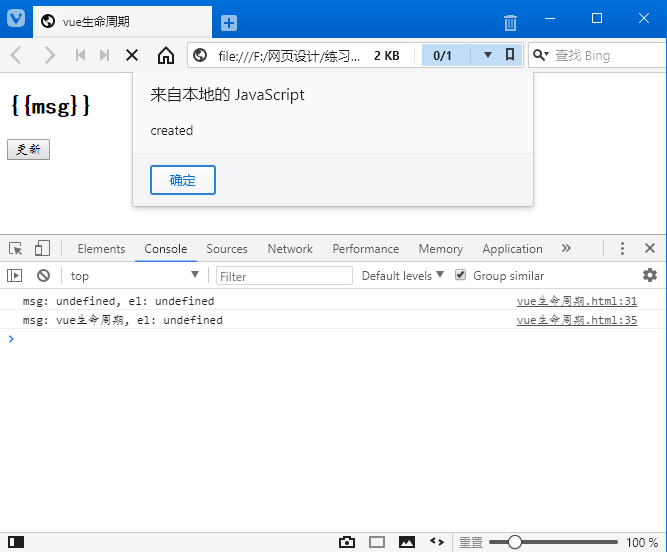 vue生命周期
file:///F:/网页设计/练习... 2 KB 0/1 查找 Bing
{{msg}}
更新
来自本地的 JavaScript
created
确定
Elements Console Sources Network Performance Memory Application »
top Filter Default levels Group similar
msg: undefined, el: undefined vue生命周期.html:31
msg: vue生命周期, el: undefined vue生命周期.html:35
重置 100 %